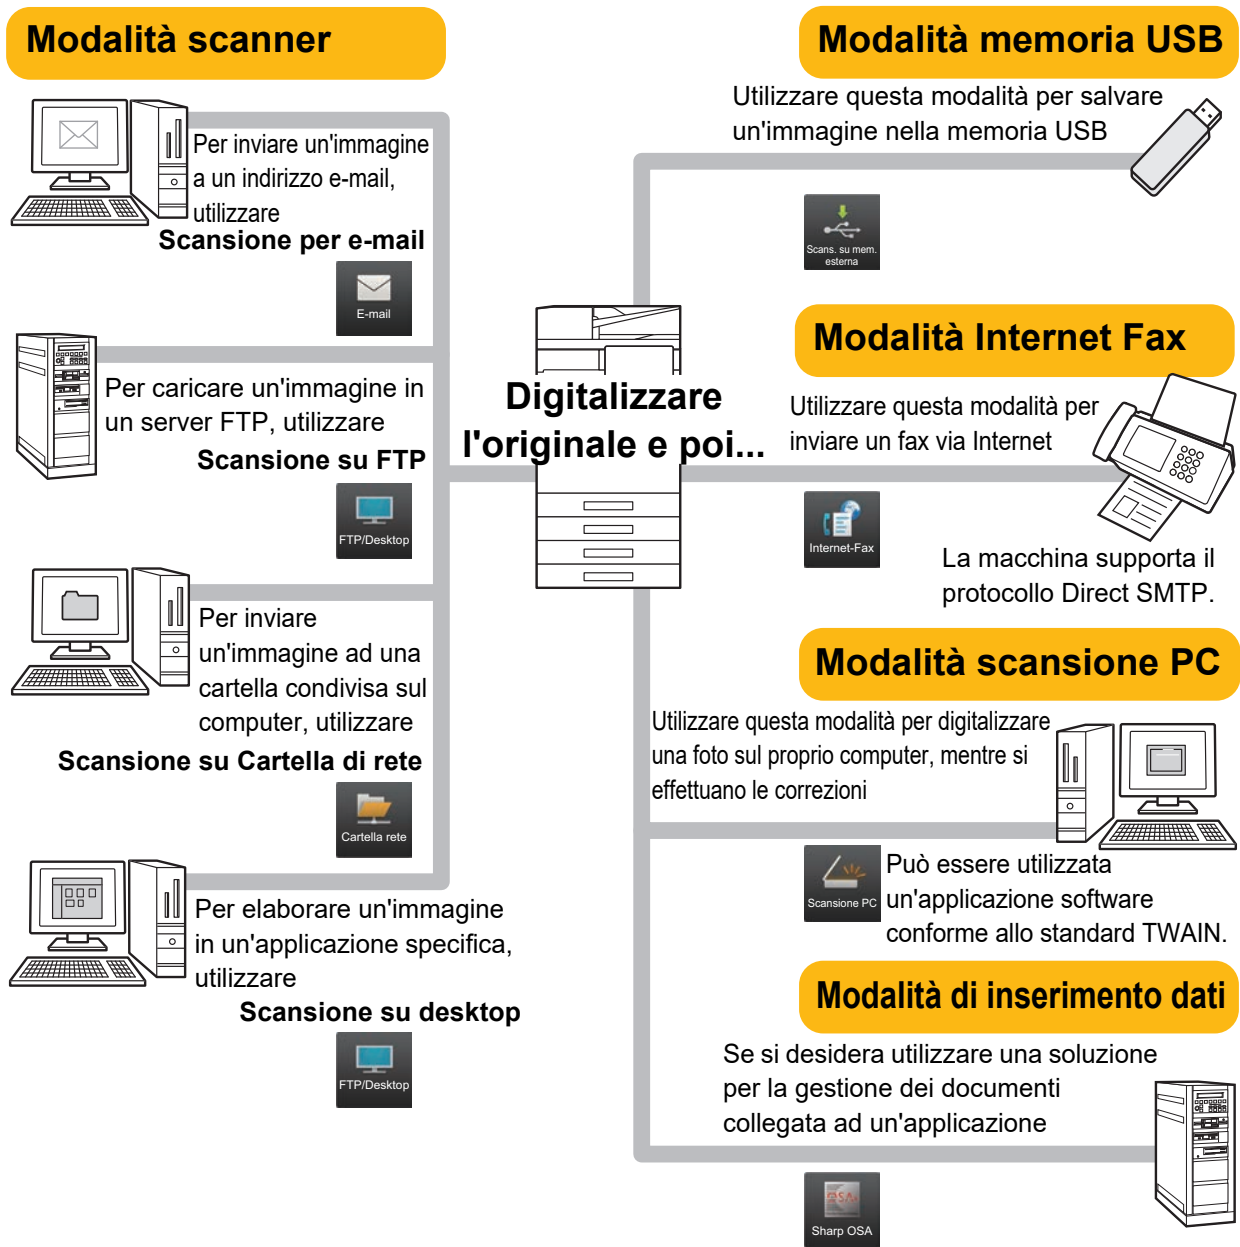 Modalità scanner
Per inviare un'immagine
a un indirizzo e-mail,
utilizzare
Scansione per e-mail
E-mail
Per caricare un'immagine in
un server FTP, utilizzare
Scansione su FTP
FTP/Desktop
Per inviare
un'immagine ad una
cartella condivisa sul
computer, utilizzare
Scansione su Cartella di rete
Cartella rete
Per elaborare un'immagine
in un'applicazione specifica,
utilizzare
Scansione su desktop
FTP/Desktop
Digitalizzare
l'originale e poi...
Modalità memoria USB
Utilizzare questa modalità per salvare
un'immagine nella memoria USB
Scans. su mem.
esterna
Modalità Internet Fax
Utilizzare questa modalità per
inviare un fax via Internet
Internet-Fax
La macchina supporta il
protocollo Direct SMTP.
Modalità scansione PC
Utilizzare questa modalità per digitalizzare
una foto sul proprio computer, mentre si
effettuano le correzioni
Scansione PC
Può essere utilizzata
un'applicazione software
conforme allo standard TWAIN.
Modalità di inserimento dati
Se si desidera utilizzare una soluzione
per la gestione dei documenti
collegata ad un'applicazione
OSA
Sharp OSA